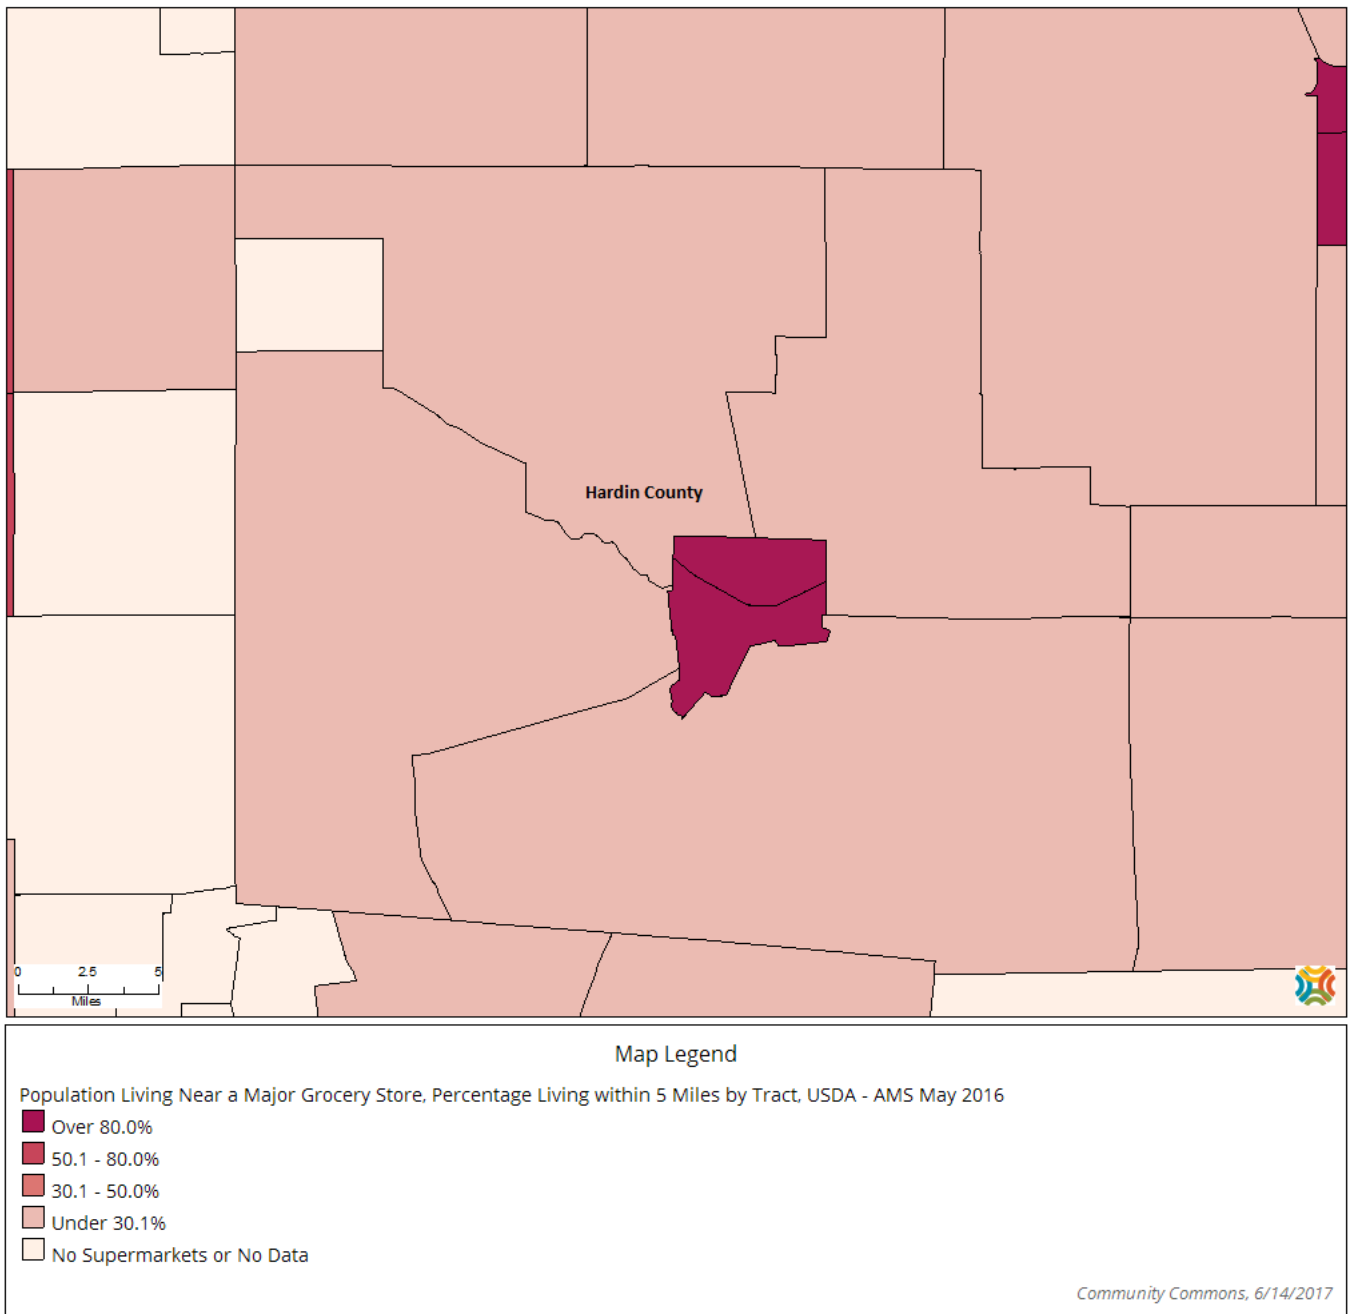 Hardin County
0 2.5 5
Miles
Map Legend
Population Living Near a Major Grocery Store, Percentage Living within 5 Miles by Tract, USDA - AMS May 2016
Over 80.0%
50.1 - 80.0%
30.1 - 50.0%
Under 30.1%
No Supermarkets or No Data
Community Commons, 6/14/2017